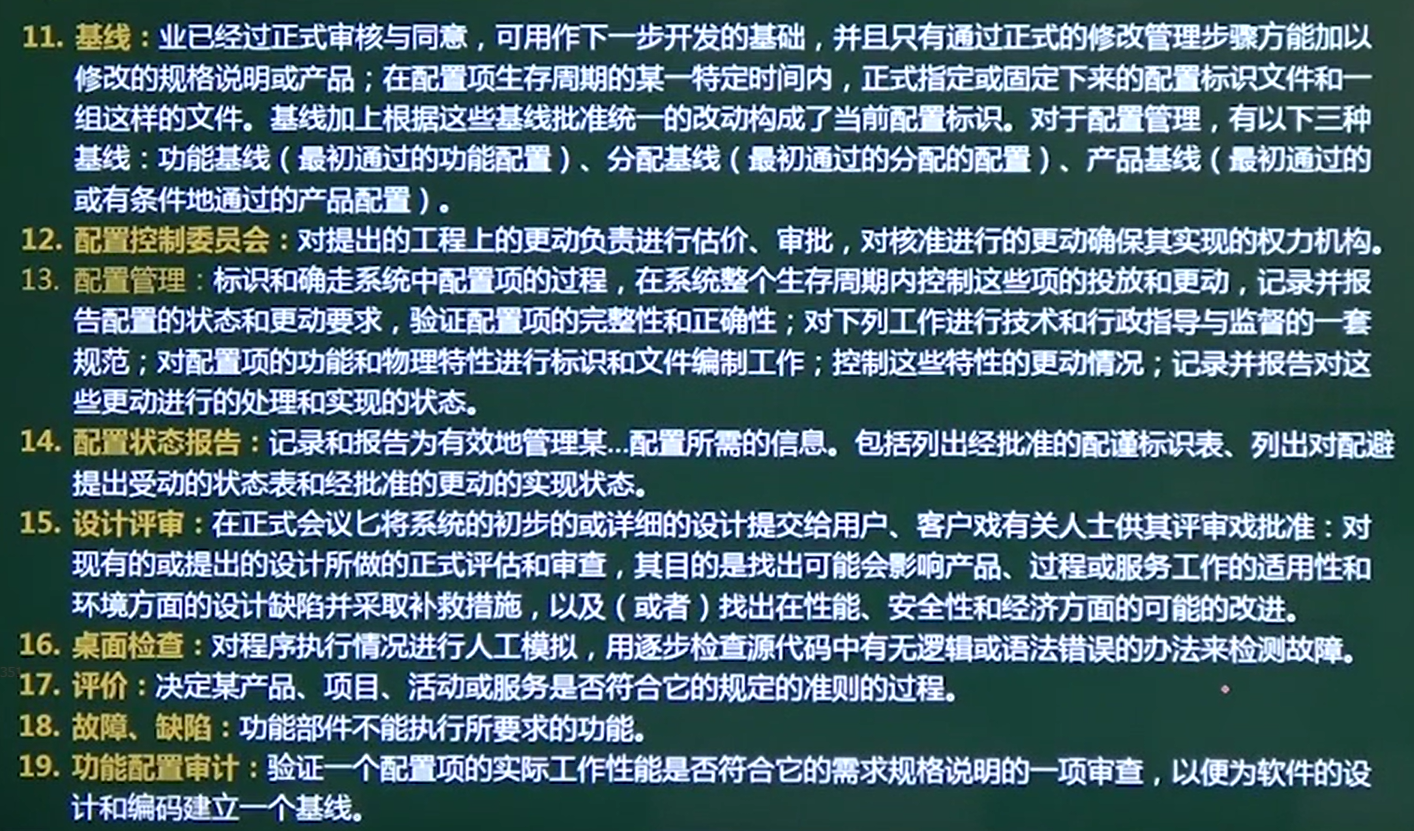 11. 基线：业已经过正式审核与同意，可用作下一步开发的基础，并且只有通过正式的修改管理步骤方能加以
修改的规格说明或产品；在配置项生存周期的某一特定时间内，正式指定或固定下来的配置标识文件和一
组这样的文件。基线加上根据这些基线批准统一的改动构成了当前配置标识。对于配置管理，有以下三种
基线：功能基线（最初通过的功能配置）、分配基线（最初通过的分配的配置）、产品基线（最初通过的
或有条件地通过的产品配置）。
12. 配置控制委员会：对提出的工程上的更动负责进行估价、审批，对核准进行的更动确保其实现的权力机构。
13. 配置管理：标识和确走系统中配置项的过程，在系统整个生存周期内控制这些项的投放和更动，记录并报
告配置的状态和更动要求，验证配置项的完整性和正确性；对下列工作进行技术和行政指导与监督的一套
规范；对配置项的功能和物理特性进行标识和文件编制工作；控制这些特性的更动情况；记录并报告对这
些更动进行的处理和实现的状态。
14. 配置状态报告：记录和报告为有效地管理某...配置所需的信息。包括列出经批准的配谨标识表、列出对配避
提出受动的状态表和经批准的更动的实现状态。
15. 设计评审：在正式会议匕将系统的初步的或详细的设计提交给用户、客户戏有关人士供其评审戏批准：对
现有的或提出的设计所做的正式评估和审查，其目的是找出可能会影响产品、过程或服务工作的适用性和
环境方面的设计缺陷并采取补救措施，以及（或者）找出在性能、安全性和经济方面的可能的改进。
16. 桌面检查：对程序执行情况进行人工模拟，用逐步检查源代码中有无逻辑或语法错误的办法来检测故障。
351
17. 评价：决定某产品、项目、活动或服务是否符合它的规定的准则的过程。
18. 故障、缺陷：功能部件不能执行所要求的功能。
19. 功能配置审计：验证一个配置项的实际工作性能是否符合它的需求规格说明的一项审查，以便为软件的设
计和编码建立一个基线。